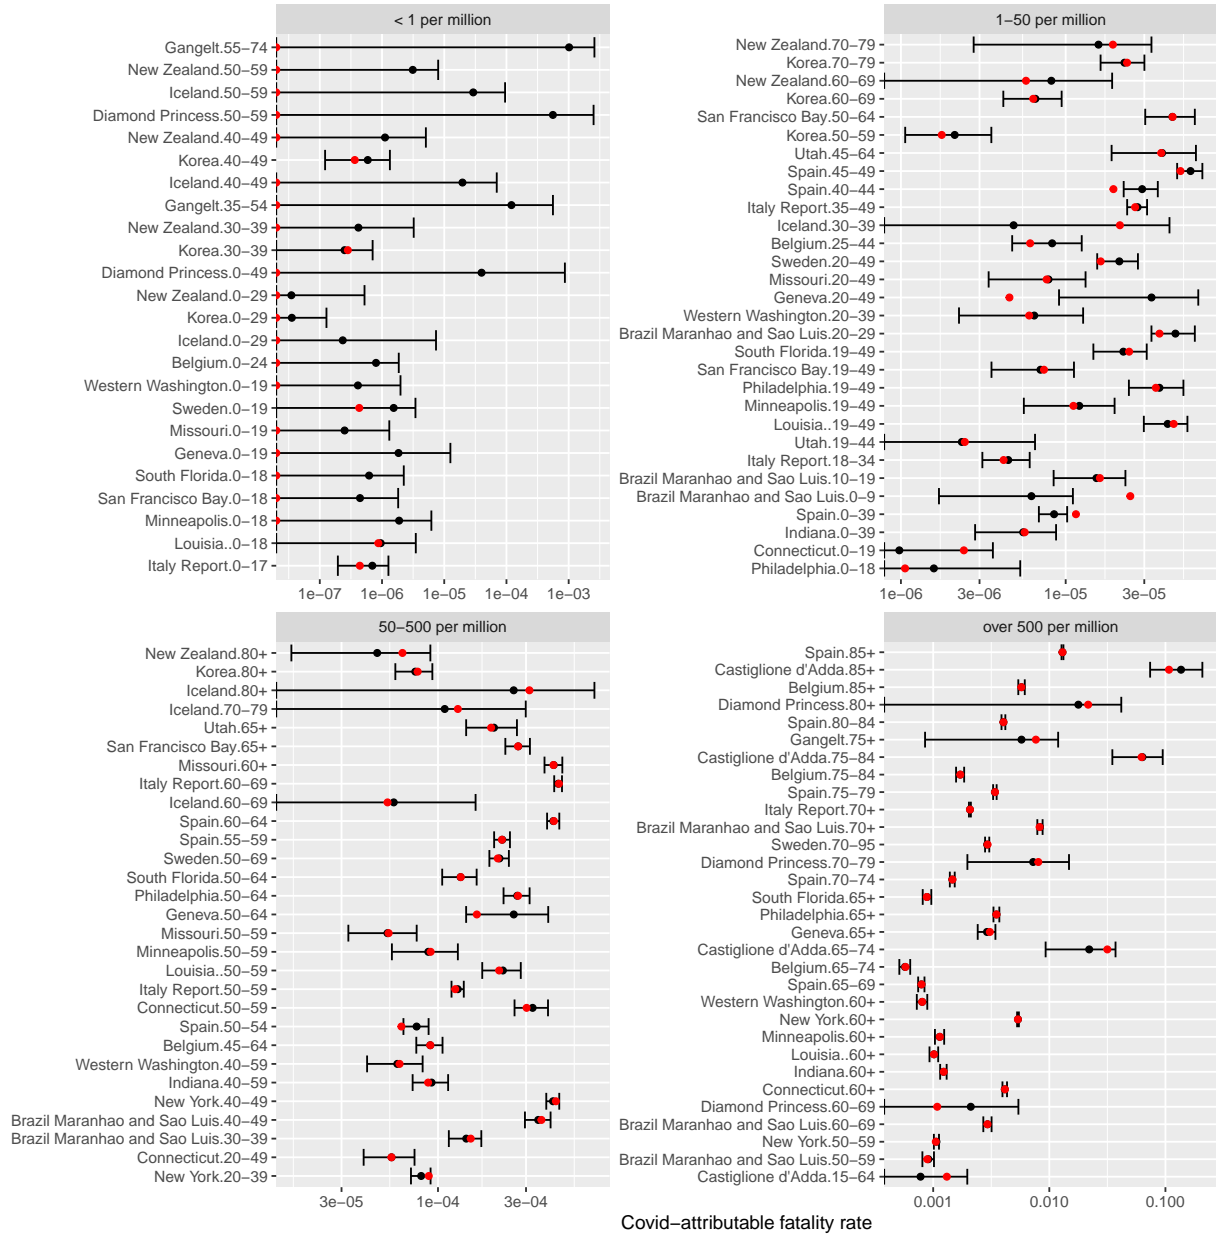 < 1 per million
Gangelt.55−74
New Zealand.50−59
Iceland.50−59
Diamond Princess.50−59
New Zealand.40−49
Korea.40−49
Iceland.40−49
Gangelt.35−54
New Zealand.30−39
Korea.30−39
Diamond Princess.0−49
New Zealand.0−29
Korea.0−29
Iceland.0−29
Belgium.0−24
Western Washington.0−19
Sweden.0−19
Missouri.0−19
Geneva.0−19
South Florida.0−18
San Francisco Bay.0−18
Minneapolis.0−18
Louisia..0−18
Italy Report.0−17
1e−07 1e−06 1e−05 1e−04 1e−03
1−50 per million
New Zealand.70−79
Korea.70−79
New Zealand.60−69
Korea.60−69
San Francisco Bay.50−64
Korea.50−59
Utah.45−64
Spain.45−49
Spain.40−44
Italy Report.35−49
Iceland.30−39
Belgium.25−44
Sweden.20−49
Missouri.20−49
Geneva.20−49
Western Washington.20−39
Brazil Maranhao and Sao Luis.20−29
South Florida.19−49
San Francisco Bay.19−49
Philadelphia.19−49
Minneapolis.19−49
Louisia..19−49
Utah.19−44
Italy Report.18−34
Brazil Maranhao and Sao Luis.10−19
Brazil Maranhao and Sao Luis.0−9
Spain.0−39
Indiana.0−39
Connecticut.0−19
Philadelphia.0−18
1e−06 3e−06 1e−05 3e−05
50−500 per million
New Zealand.80+
Korea.80+
Iceland.80+
Iceland.70−79
Utah.65+
San Francisco Bay.65+
Missouri.60+
Italy Report.60−69
Iceland.60−69
Spain.60−64
Spain.55−59
Sweden.50−69
South Florida.50−64
Philadelphia.50−64
Geneva.50−64
Missouri.50−59
Minneapolis.50−59
Louisia..50−59
Italy Report.50−59
Connecticut.50−59
Spain.50−54
Belgium.45−64
Western Washington.40−59
Indiana.40−59
New York.40−49
Brazil Maranhao and Sao Luis.40−49
Brazil Maranhao and Sao Luis.30−39
Connecticut.20−49
New York.20−39
3e−05 1e−04 3e−04
over 500 per million
Spain.85+
Castiglione d'Adda.85+
Belgium.85+
Diamond Princess.80+
Spain.80−84
Gangelt.75+
Castiglione d'Adda.75−84
Belgium.75−84
Spain.75−79
Italy Report.70+
Brazil Maranhao and Sao Luis.70+
Sweden.70−95
Diamond Princess.70−79
Spain.70−74
South Florida.65+
Philadelphia.65+
Geneva.65+
Castiglione d'Adda.65−74
Belgium.65−74
Spain.65−69
Western Washington.60+
New York.60+
Minneapolis.60+
Louisia..60+
Indiana.60+
Connecticut.60+
Diamond Princess.60−69
Brazil Maranhao and Sao Luis.60−69
New York.50−59
Brazil Maranhao and Sao Luis.50−59
Castiglione d'Adda.15−64
0.001 0.010 0.100
Covid−attributable fatality rate